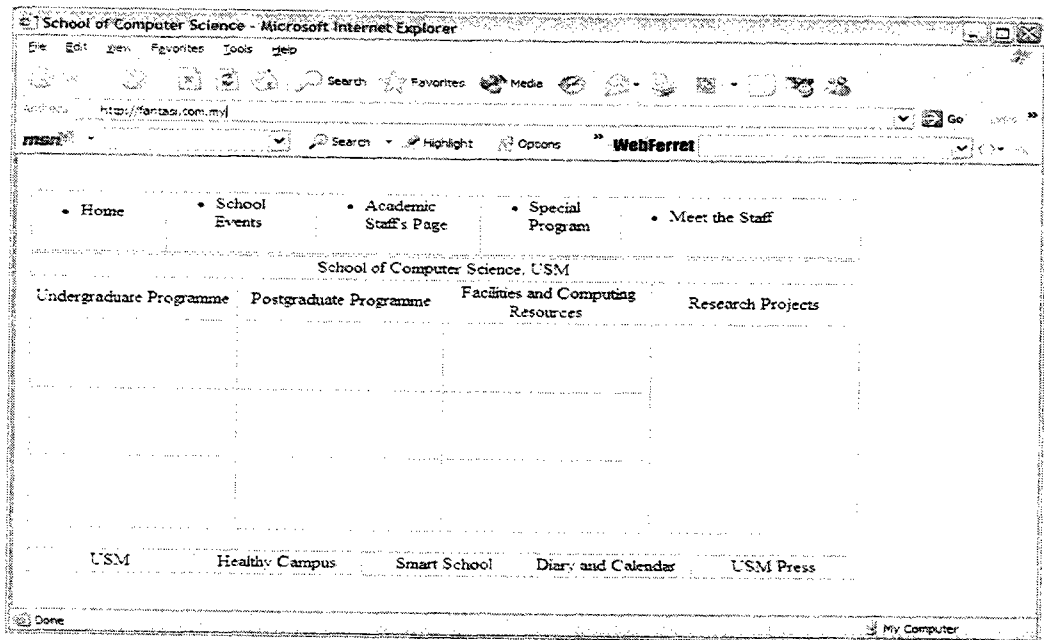 School of Computer Science - Microsoft Internet Explorer
File Edit View Favorites Tools Help
Search Favorites Media
Address http://fantasi.com.my Go »
msn Search Highlight Options » WebFerret
• Home
• School
Events
• Academic
Staff's Page
• Special
Program
• Meet the Staff
School of Computer Science, USM
Undergraduate Programme
Postgraduate Programme
Facilities and Computing
Resources
Research Projects
USM Healthy Campus Smart School Diary and Calendar USM Press
Done My Computer